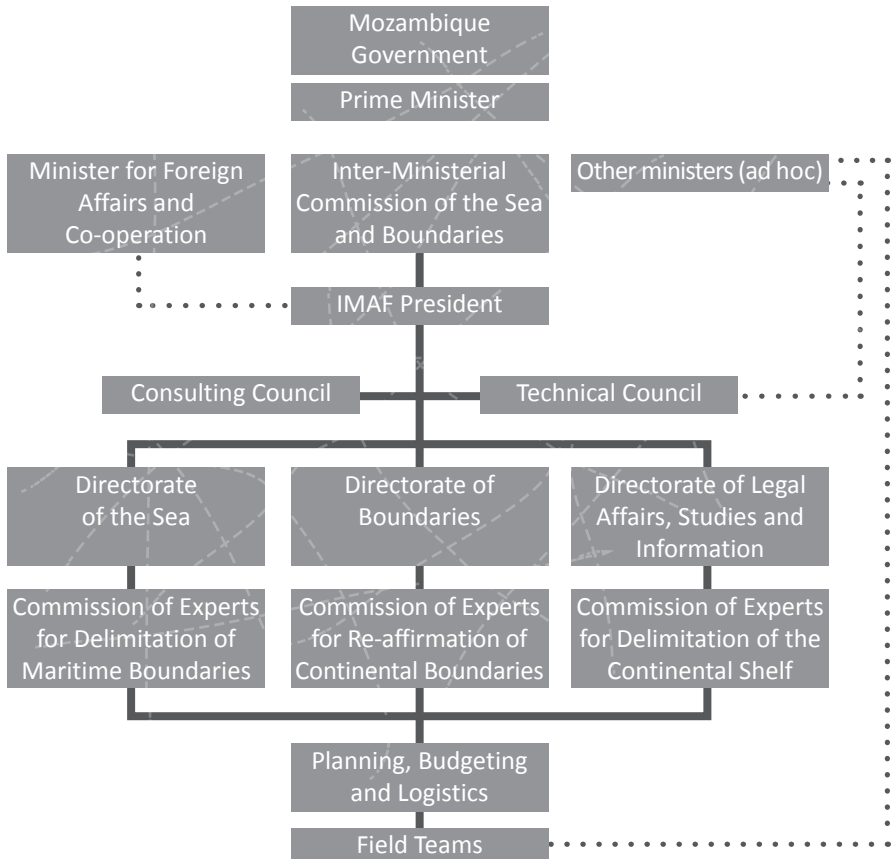 Mozambique
Government
Prime Minister
Minister for Foreign
Affairs and
Co-operation
Inter-Ministerial
Commission of the Sea
and Boundaries
Other ministers (ad hoc)
IMAF President
Consulting Council
Technical Council
Directorate
of the Sea
Directorate of
Boundaries
Directorate of Legal
Affairs, Studies and
Information
Commission of Experts
for Delimitation of
Maritime Boundaries
Commission of Experts
for Re-affirmation of
Continental Boundaries
Commission of Experts
for Delimitation of the
Continental Shelf
Planning, Budgeting
and Logistics
Field Teams